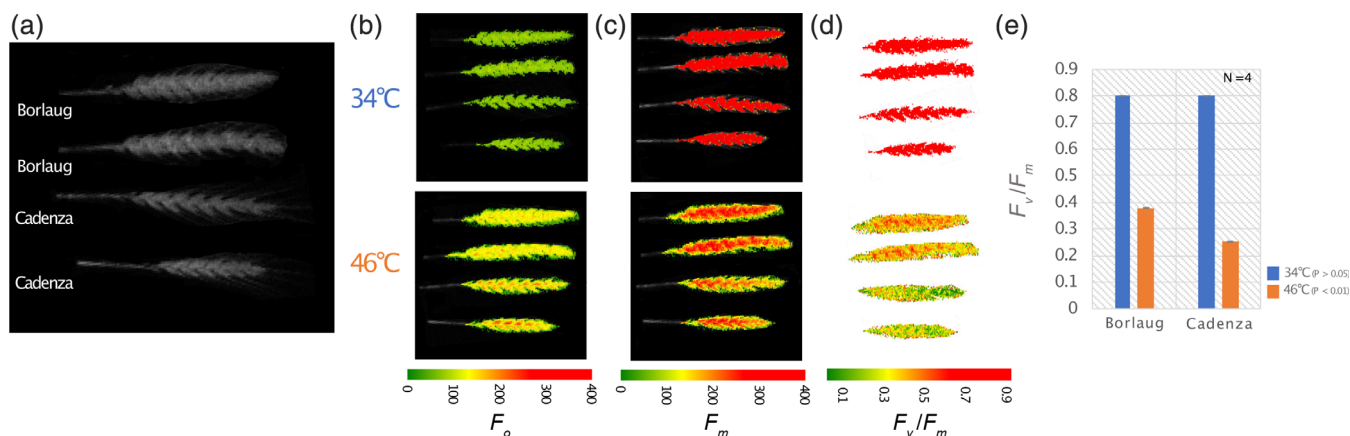 (a)
Borlaug
Borlaug
Cadenza
Cadenza
(b)
34°C
46°C
0
100
200
300
400
Fo
(c)
0
100
200
300
400
Fm
(d)
0.1
0.3
0.5
0.7
0.9
Fv/Fm
(e)
N =4
0.9
0.8
0.7
0.6
0.5
0.4
0.3
0.2
0.1
0
Fv/Fm
Borlaug
Cadenza
34°C (P > 0.05)
46°C (P < 0.01)